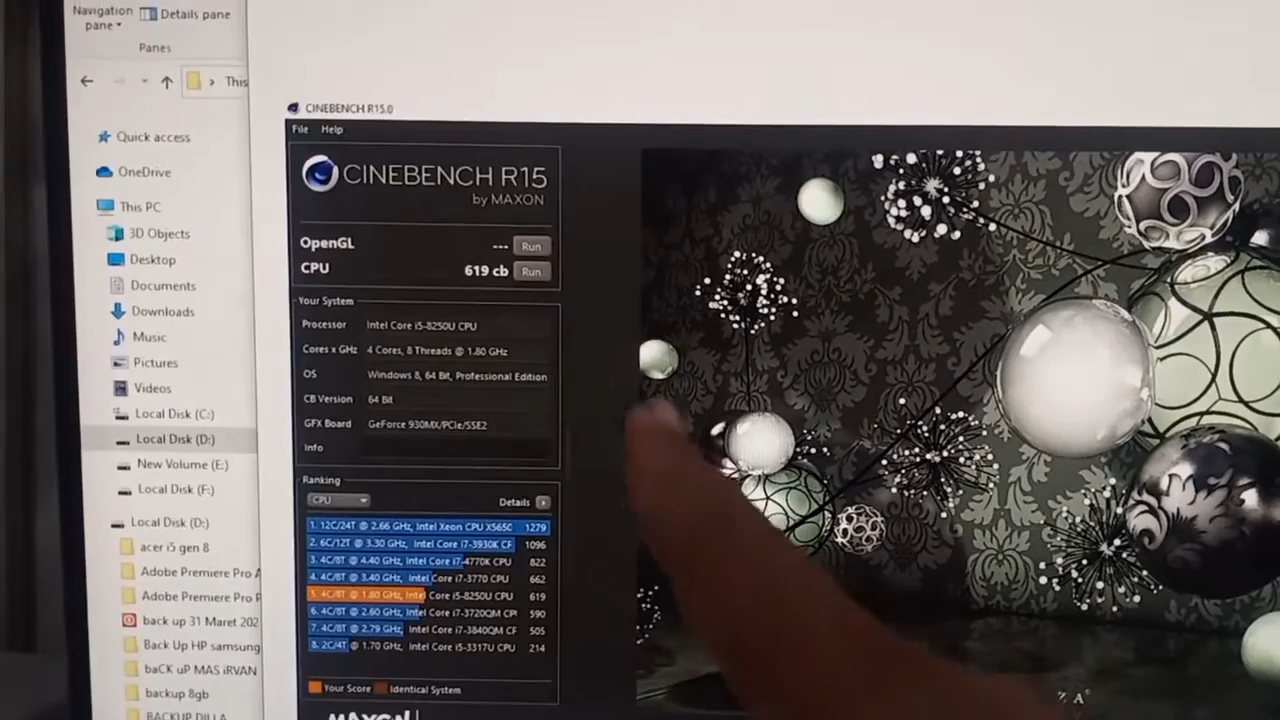 Navigation
pane
Details pane
Panes
This
Quick access
OneDrive
This PC
3D Objects
Desktop
Documents
Downloads
Music
Pictures
Videos
Local Disk (C:)
Local Disk (D:)
New Volume (E:)
Local Disk (F:)
Local Disk (D:)
acer i5 gen 8
Adobe Premiere Pro
Adobe Premiere Pro
back up 31 Maret 202
Back Up HP samsung
baCK uP MAS iRVAN
backup 8gb
BACKUP DILLA
CINEBENCH R15.0
File Help
CINEBENCH R15
by MAXON
OpenGL --- Run
CPU 619 cb Run
Your System
Processor Intel Core i5-8250U CPU
Cores x GHz 4 Cores, 8 Threads @ 1.80 GHz
OS Windows 8, 64 Bit, Professional Edition
CB Version 64 Bit
GFX Board GeForce 930MX/PCIe/SSE2
Info
Ranking
CPU Details
1. 12C/24T @ 2.66 GHz, Intel Xeon CPU X5650 1279
2. 6C/12T @ 3.30 GHz, Intel Core i7-3930K CP 1096
3. 4C/8T @ 4.40 GHz, Intel Core i7-4770K CPU 822
4. 4C/8T @ 3.40 GHz, Intel Core i7-3770 CPU 662
5. 4C/8T @ 1.80 GHz, Intel Core i5-8250U CPU 619
6. 4C/8T @ 2.60 GHz, Intel Core i7-3720QM CPU 590
7. 4C/8T @ 2.79 GHz, Intel Core i7-3840QM CP 505
8. 2C/4T @ 1.70 GHz, Intel Core i5-3317U CPU 214
Your Score Identical System
MAXON